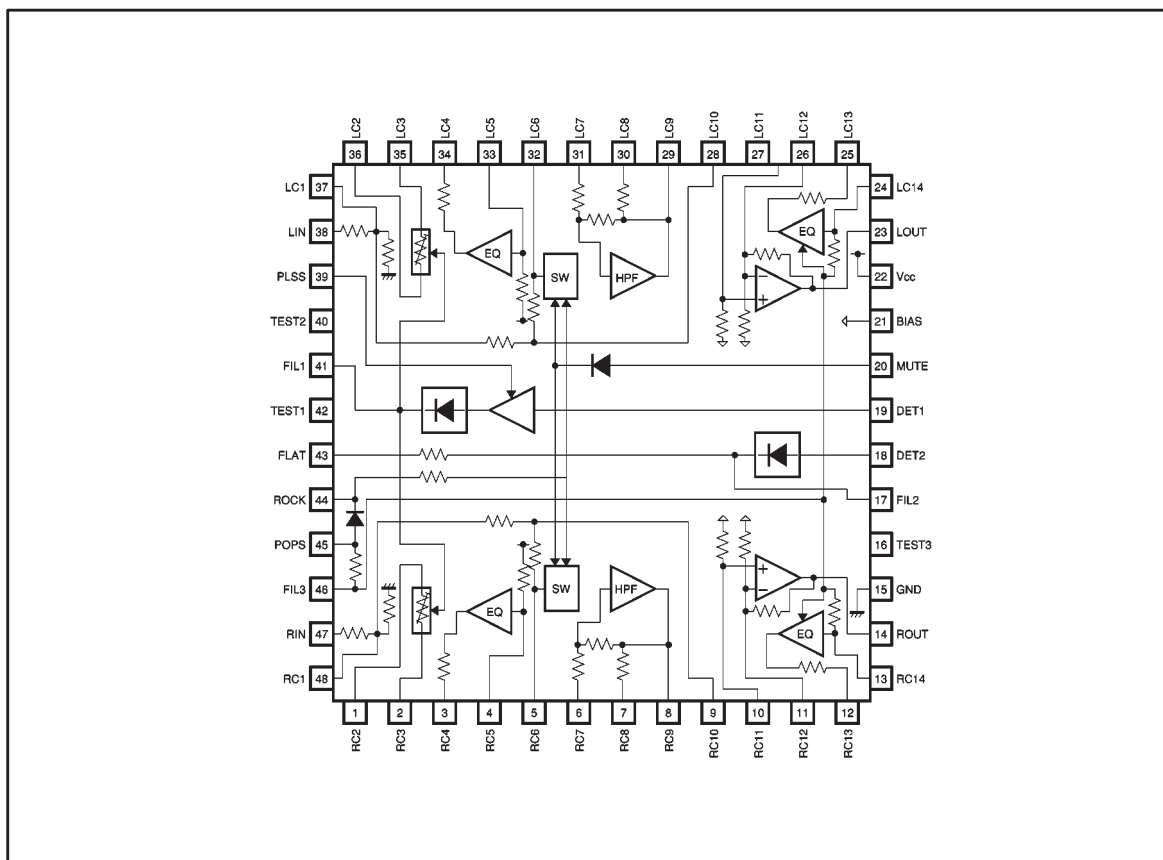 LC2 LC3 LC4 LC5 LC6 LC7 LC8 LC9 LC10 LC11 LC12 LC13
36 35 34 33 32 31 30 29 28 27 26 25
LC1 37 24 LC14
LIN 38 EQ 23 LOUT
PLSS 39 EQ SW HPF − + 22 Vcc
TEST2 40 21 BIAS
FIL1 41 20 MUTE
TEST1 42 19 DET1
FLAT 43 18 DET2
ROCK 44 17 FIL2
POPS 45 16 TEST3
FIL3 46 SW HPF + − 15 GND
RIN 47 EQ EQ 14 ROUT
RC1 48 13 RC14
1 2 3 4 5 6 7 8 9 10 11 12
RC2 RC3 RC4 RC5 RC6 RC7 RC8 RC9 RC10 RC11 RC12 RC13